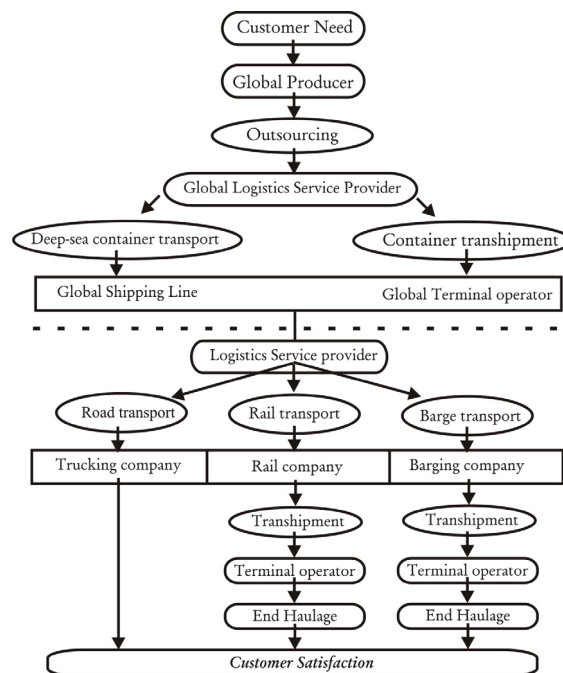 Customer Need
Global Producer
Outsourcing
Global Logistics Service Provider
Deep-sea container transport
Container transhipment
Global Shipping Line
Global Terminal operator
Logistics Service provider
Road transport
Rail transport
Barge transport
Trucking company
Rail company
Barging company
Transhipment
Transhipment
Terminal operator
Terminal operator
End Haulage
End Haulage
Customer Satisfaction